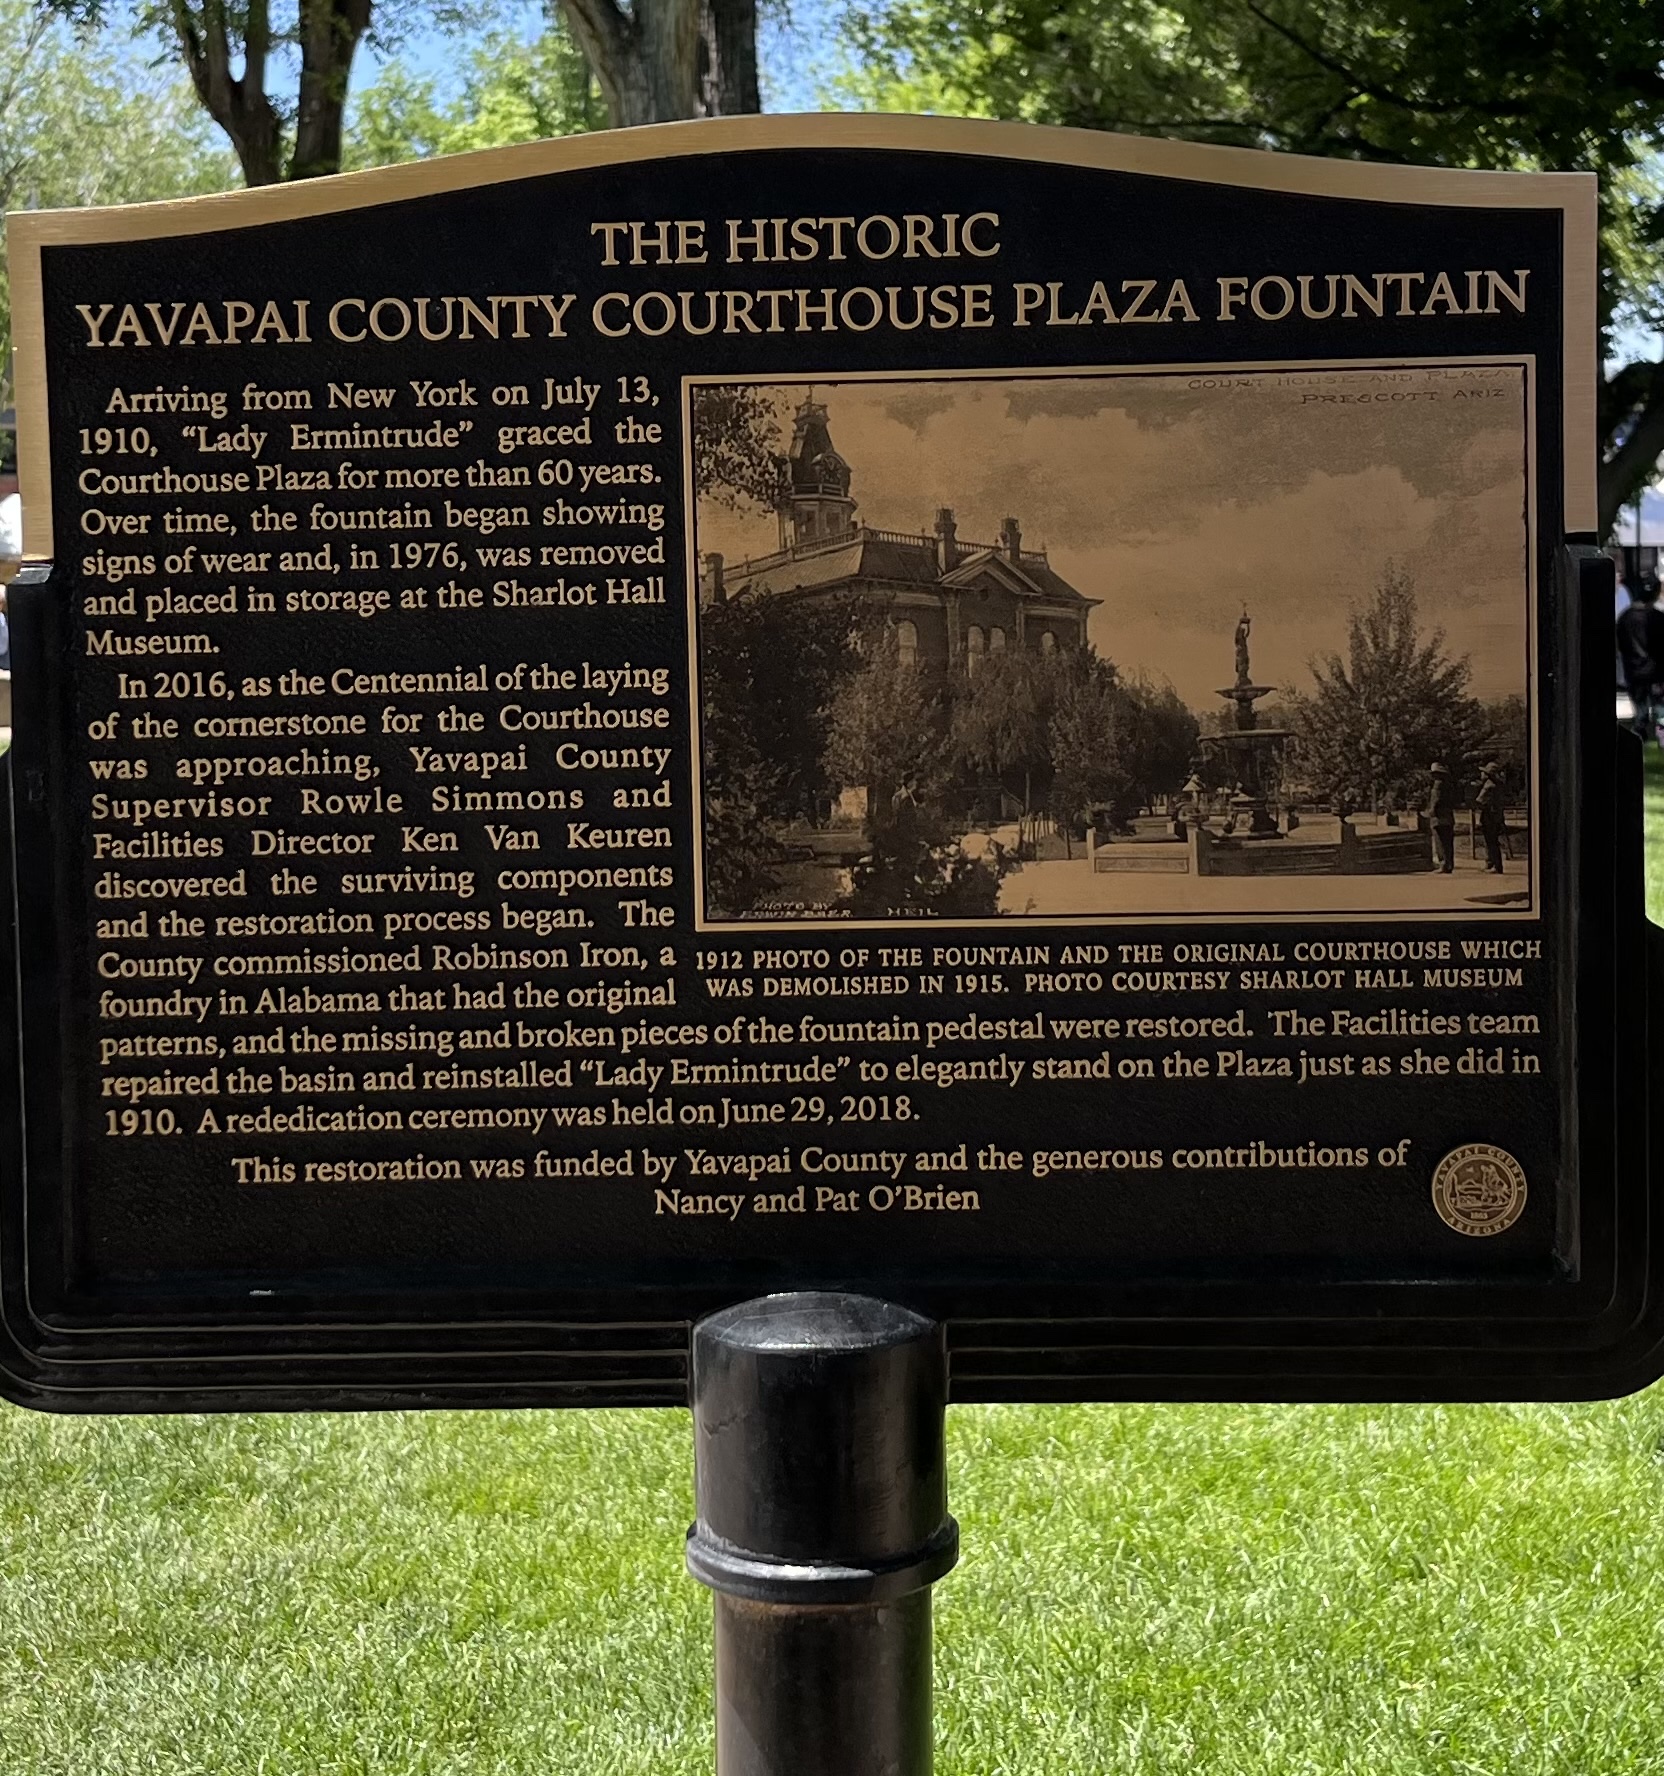 THE HISTORIC
YAVAPAI COUNTY COURTHOUSE PLAZA FOUNTAIN
Arriving from New York on July 13,
1910, “Lady Ermintrude” graced the
Courthouse Plaza for more than 60 years.
Over time, the fountain began showing
signs of wear and, in 1976, was removed
and placed in storage at the Sharlot Hall
Museum.
In 2016, as the Centennial of the laying
of the cornerstone for the Courthouse
was approaching, Yavapai County
Supervisor Rowle Simmons and
Facilities Director Ken Van Keuren
discovered the surviving components
and the restoration process began. The
County commissioned Robinson Iron, a
foundry in Alabama that had the original
patterns, and the missing and broken pieces of the fountain pedestal were restored. The Facilities team
repaired the basin and reinstalled “Lady Ermintrude” to elegantly stand on the Plaza just as she did in
1910. A rededication ceremony was held on June 29, 2018.
COURT HOUSE AND PLAZA
PRESCOTT ARIZ
PHOTO BY
1912 PHOTO OF THE FOUNTAIN AND THE ORIGINAL COURTHOUSE WHICH
WAS DEMOLISHED IN 1915. PHOTO COURTESY SHARLOT HALL MUSEUM
This restoration was funded by Yavapai County and the generous contributions of
Nancy and Pat O’Brien
YAVAPAI COUNTY
ARIZONA